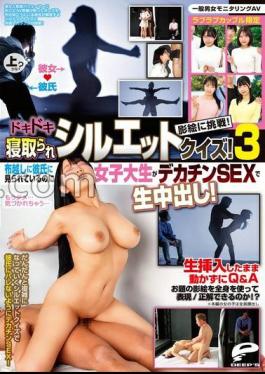 一般男女モニタリングAV
ラブラブカップル限定
上つ
彼女
彼氏
ドキドキ
影絵に挑戦!
寝取られ
シルエットクイズ!3
布越しに彼氏に
見られているのに
女子大生がデカチンSEXで
生中出し!
生挿入したまま
動かずにQ&A
お題の影絵を全身を使って
表現/正解できるのか!?
DEEP'S